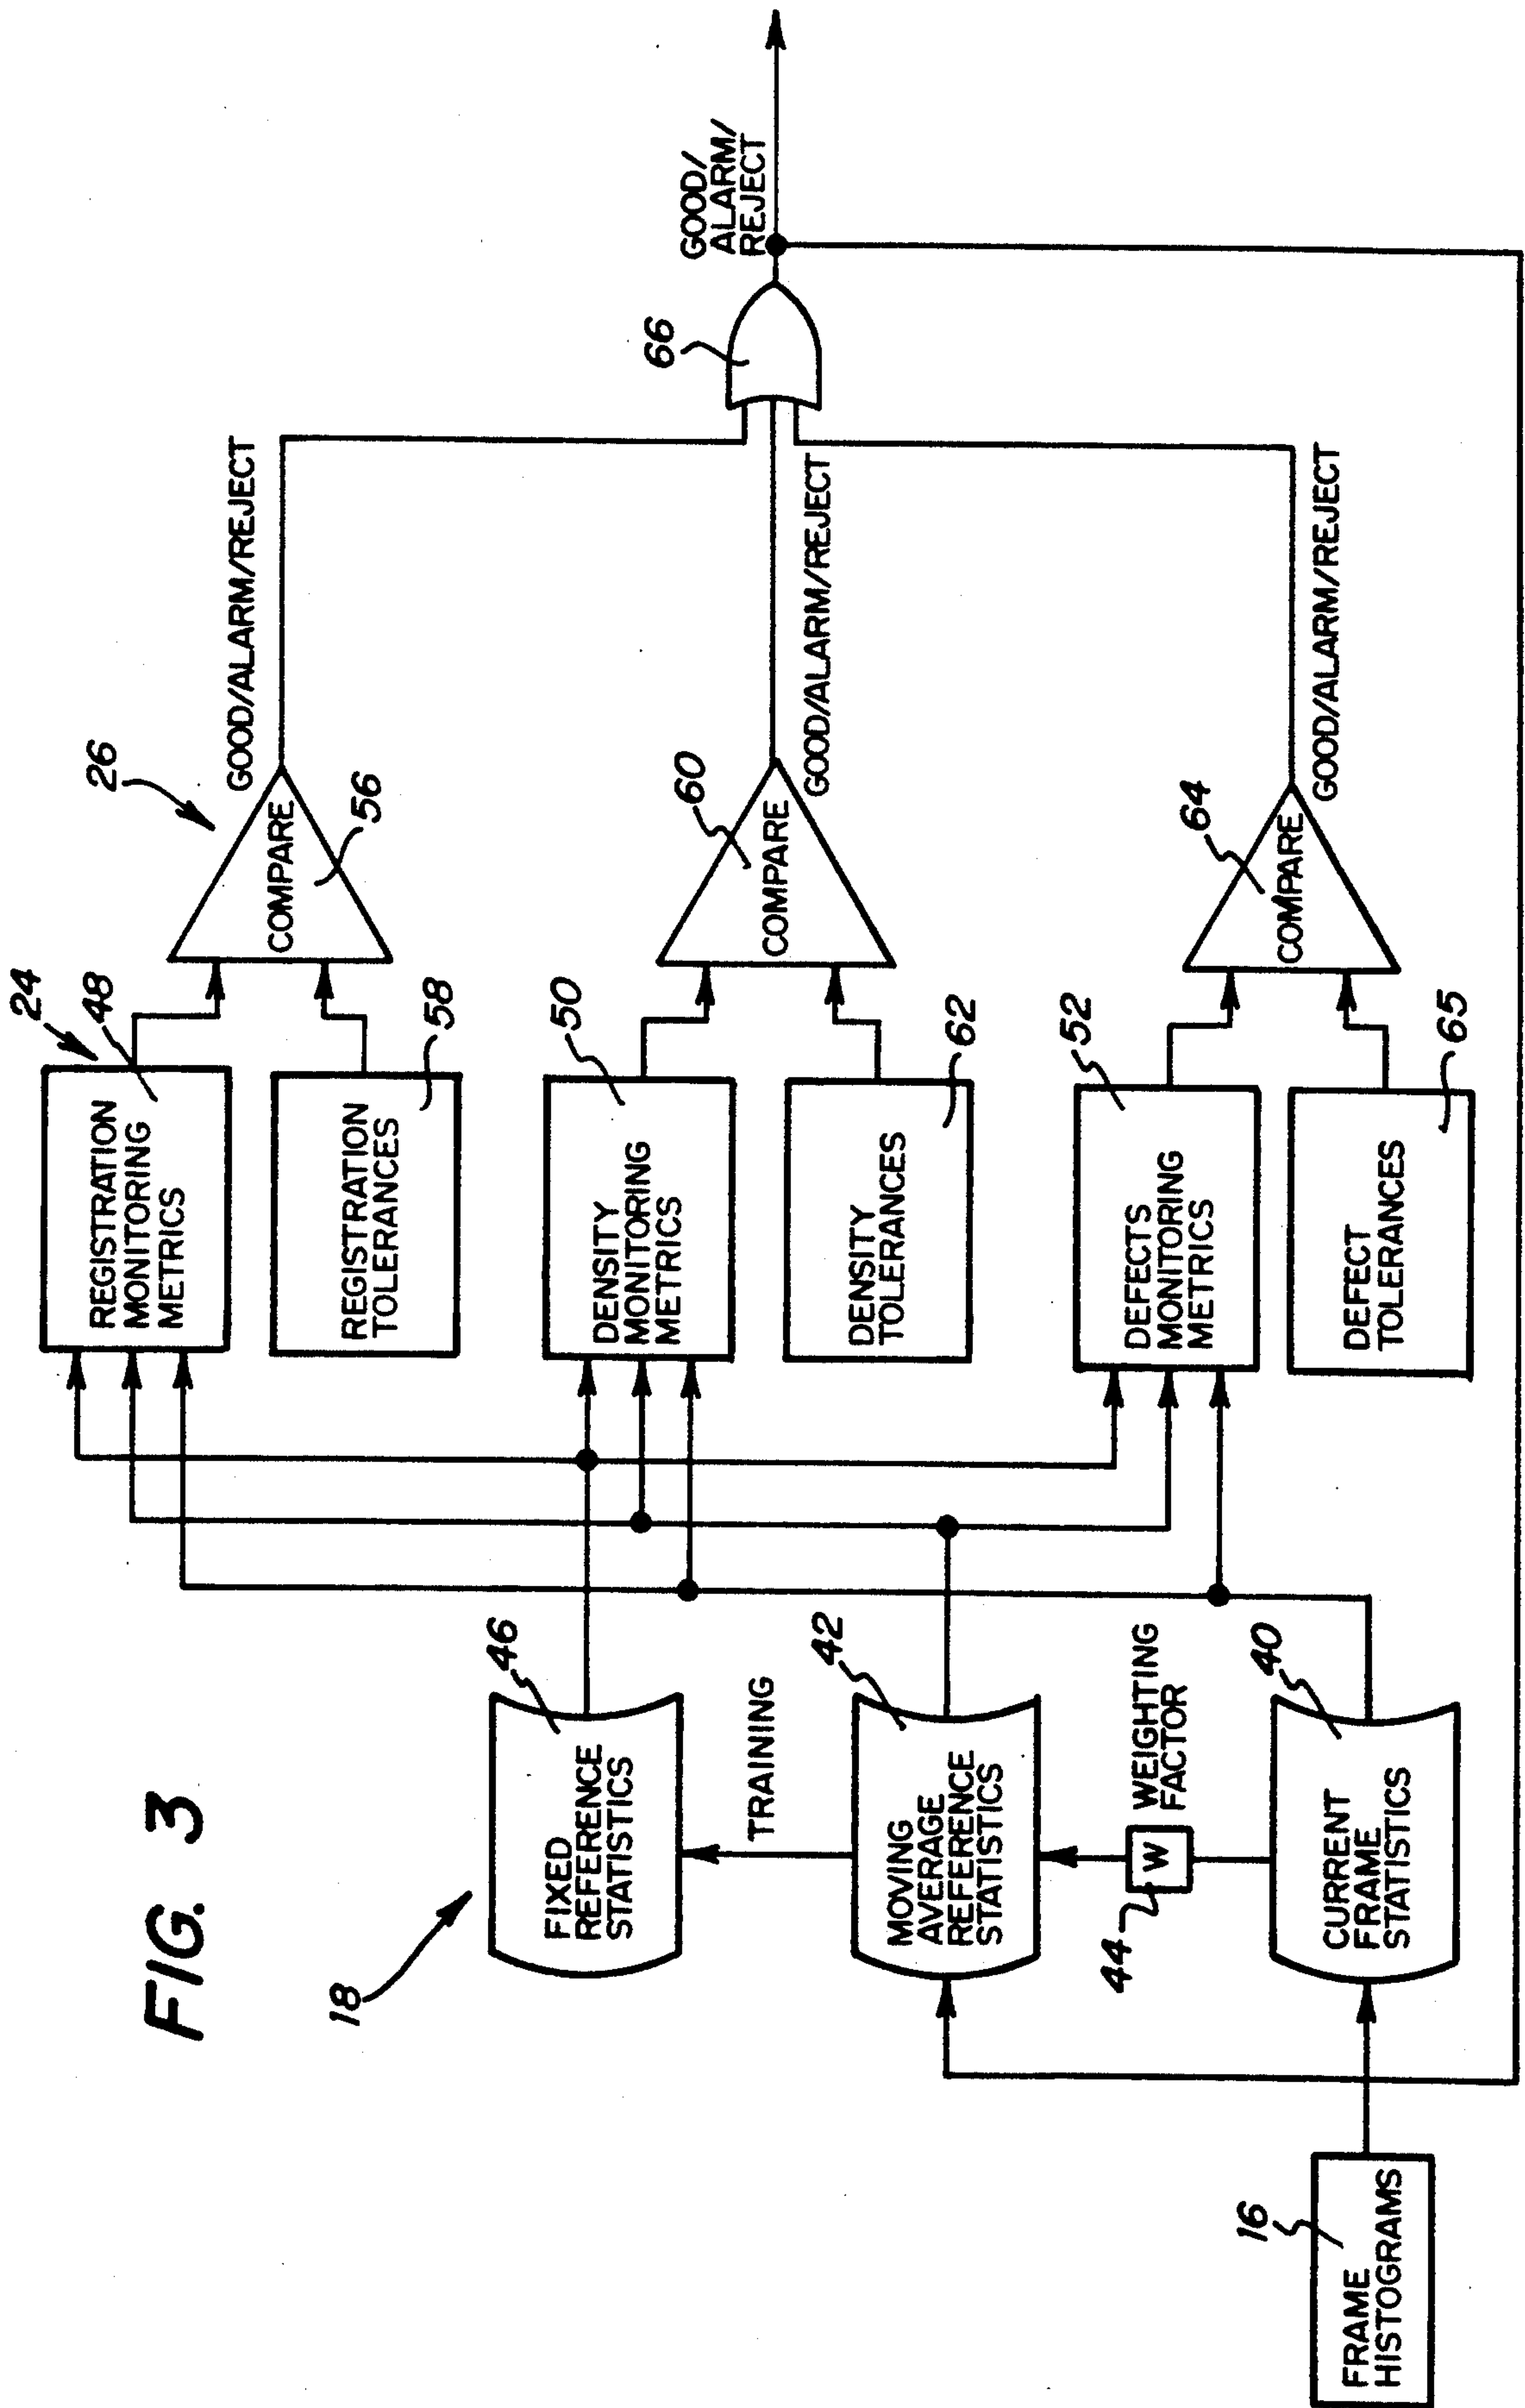 FIG. 3
18
16
FRAME
HISTOGRAMS
46
FIXED
REFERENCE
STATISTICS
TRAINING
42
MOVING
AVERAGE
REFERENCE
STATISTICS
44
W
WEIGHTING
FACTOR
40
CURRENT
FRAME
STATISTICS
24
48
REGISTRATION
MONITORING
METRICS
58
REGISTRATION
TOLERANCES
50
DENSITY
MONITORING
METRICS
62
DENSITY
TOLERANCES
52
DEFECTS
MONITORING
METRICS
65
DEFECT
TOLERANCES
26
COMPARE
56
GOOD/ALARM/REJECT
60
COMPARE
GOOD/ALARM/REJECT
64
COMPARE
GOOD/ALARM/REJECT
66
GOOD/
ALARM/
REJECT